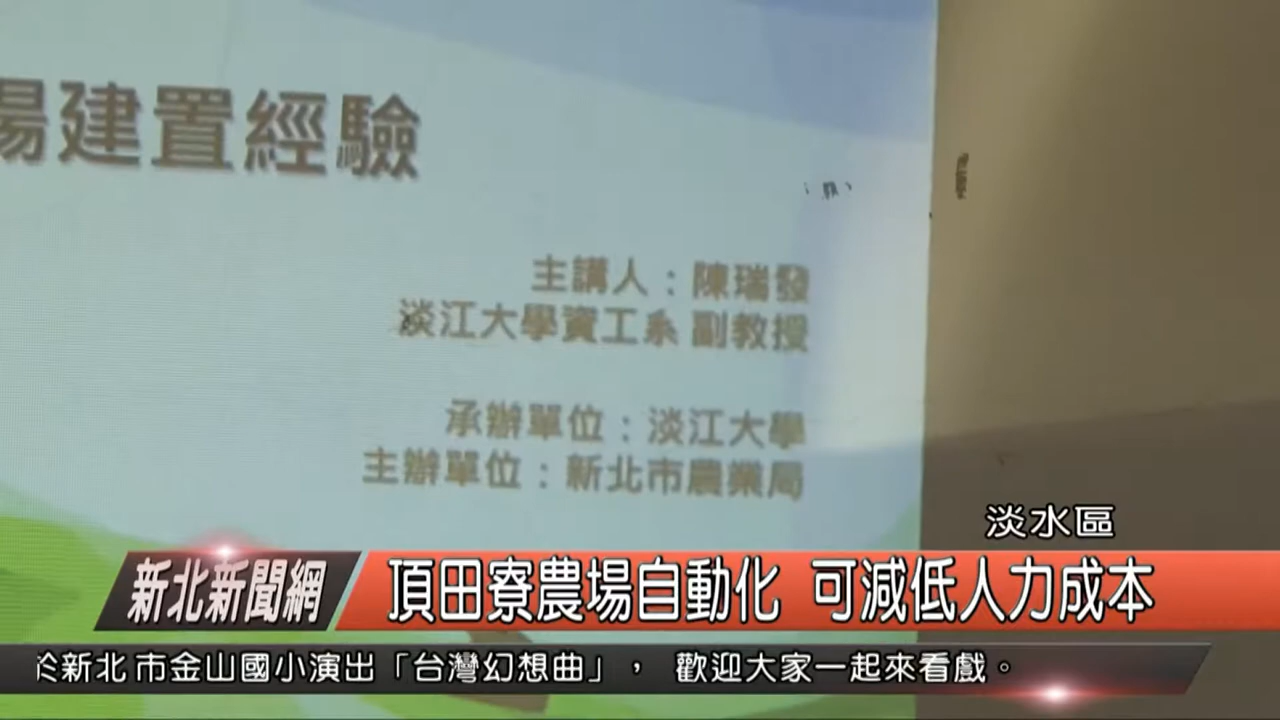 場建置經驗
主講人：陳瑞發
淡江大學資工系 副教授
承辦單位：淡江大學
主辦單位：新北市農業局
淡水區
新北新聞網
頂田寮農場自動化 可減低人力成本
於新北市金山國小演出「台灣幻想曲」， 歡迎大家一起來看戲。